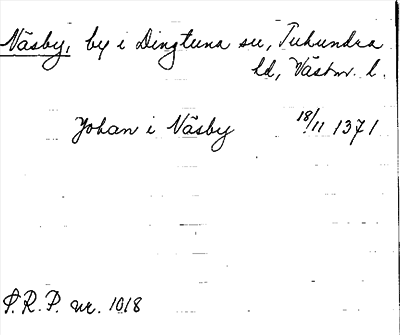 Näsby, by i Dingtuna sn, Tuhundra
hd, Västm. l.
Johan i Näsby 18/11 1371
S.R.P. nr. 1018